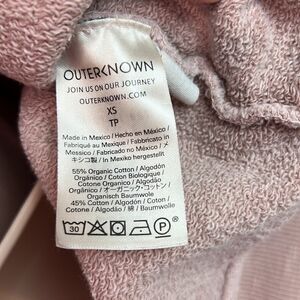 OUTERKNOWN
JOIN US ON OUR JOURNEY
OUTERKNOWN.COM
XS
TP
Made in Mexico / Hecho en México /
Fabriqué au Mexique / Fabbricato in
Messico / Fabricado no México / メ
キシコ製 / In Mexiko hergestellt
55% Organic Cotton / Algodón
Orgánico / Coton Biologique /
Cotone Organico / Algodão
Orgânico / オーガニック・コットン /
Organisch Baumwolle
45% Cotton / Algodón / Coton /
Cotone / Algodão / 綿 / Baumwolle
30
P